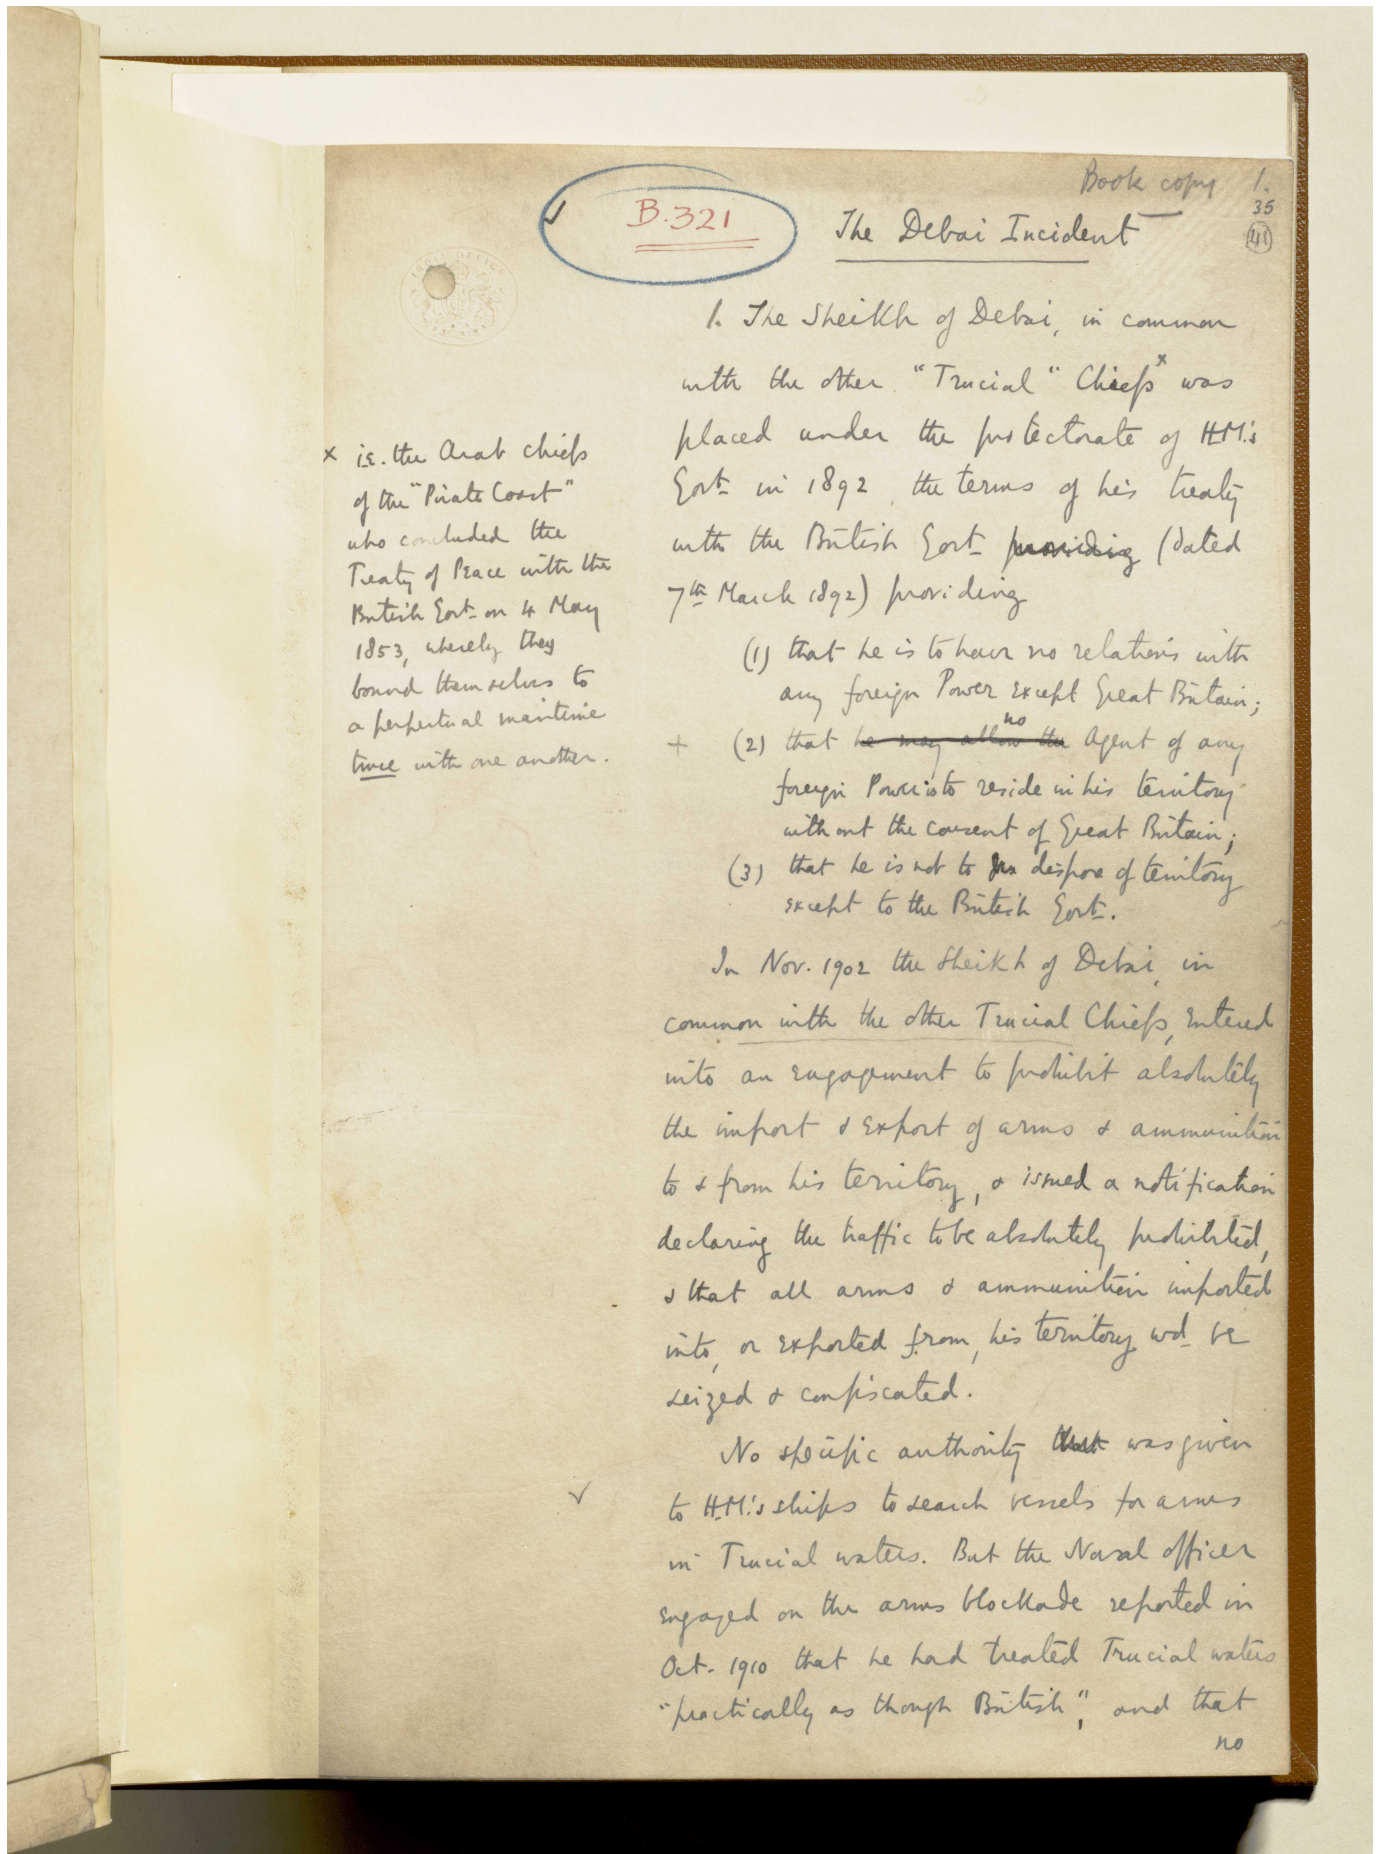 Book copy 1.
35
41
B.321
The Debai Incident
1. The Sheikh of Debai, in common
with the other "Trucial" Chiefs x was
placed under the protectorate of H.M.'s
Govt. in 1892, the terms of his treaty
with the British Govt. providing (dated
7th March 1892) providing
(1) that he is to have no relations with
any foreign Power except Great Britain;
+ (2) that he may allow the no Agent of any
foreign Power is to reside in his territory
without the consent of Great Britain;
(3) that he is not to dispose of territory
except to the British Govt.
x i.e. the Arab chiefs
of the "Pirate Coast"
who concluded the
Treaty of Peace with the
British Govt. on 4 May
1853, whereby they
bound themselves to
a perpetual maritime
truce with one another.
In Nov. 1902 the Sheikh of Debai, in
common with the other Trucial Chiefs, entered
into an engagement to prohibit absolutely
the import & export of arms & ammunition
to & from his territory, & issued a notification
declaring the traffic to be absolutely prohibited,
& that all arms & ammunition imported
into, or exported from, his territory wd. be
seized & confiscated.
No specific authority that was given
to H.M.'s ships to search vessels for arms
in Trucial waters. But the Naval officer
engaged on the arms blockade reported in
Oct. 1910 that he had treated Trucial waters
"practically as though British", and that
no